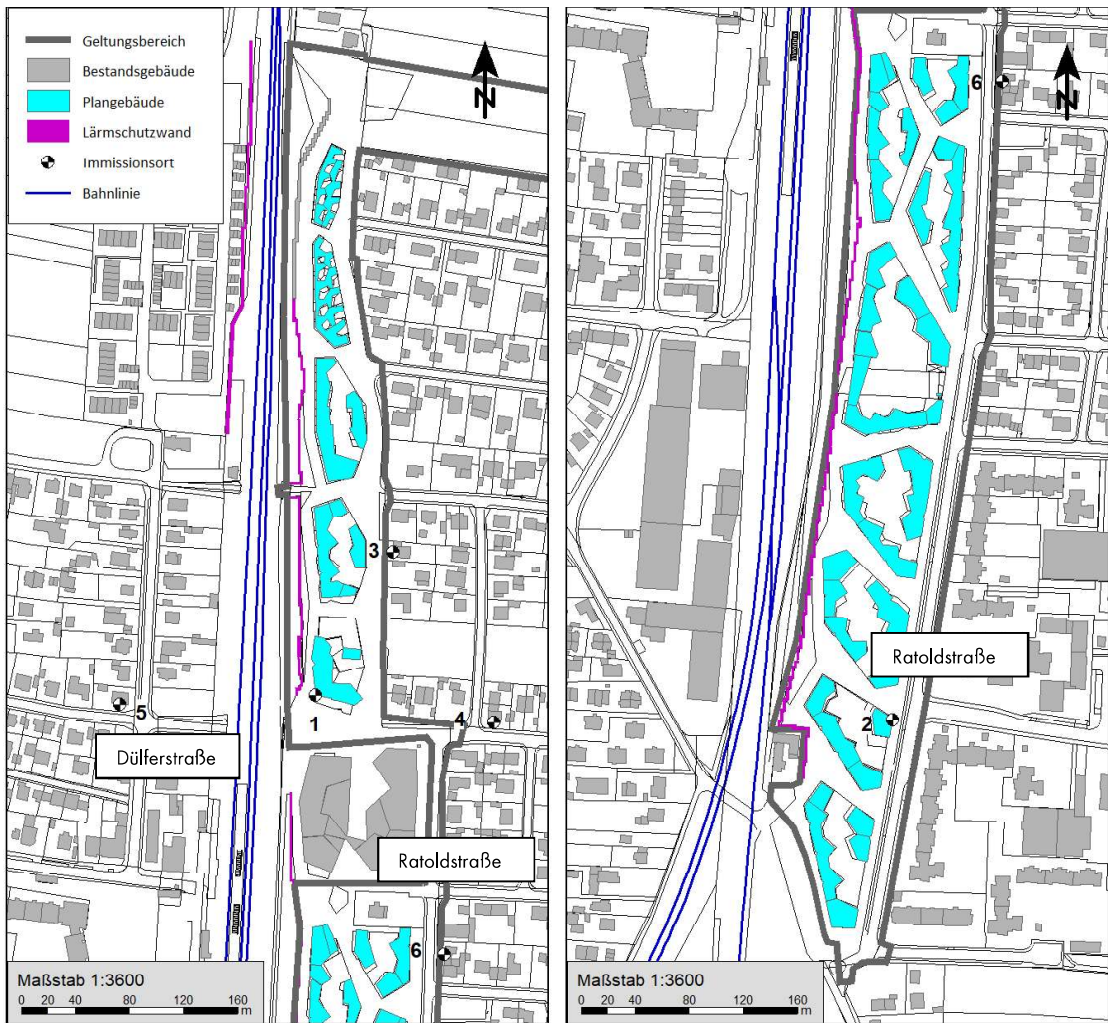 Geltungsbereich
Bestandsgebäude
Plangebäude
Lärmschutzwand
Immissionsort
Bahnlinie
N
3
1
4
5
Dülferstraße
Ratoldstraße
6
Maßstab 1:3600
0 20 40 80 120 160
m
6
N
Ratoldstraße
2
Maßstab 1:3600
0 20 40 80 120 160
m